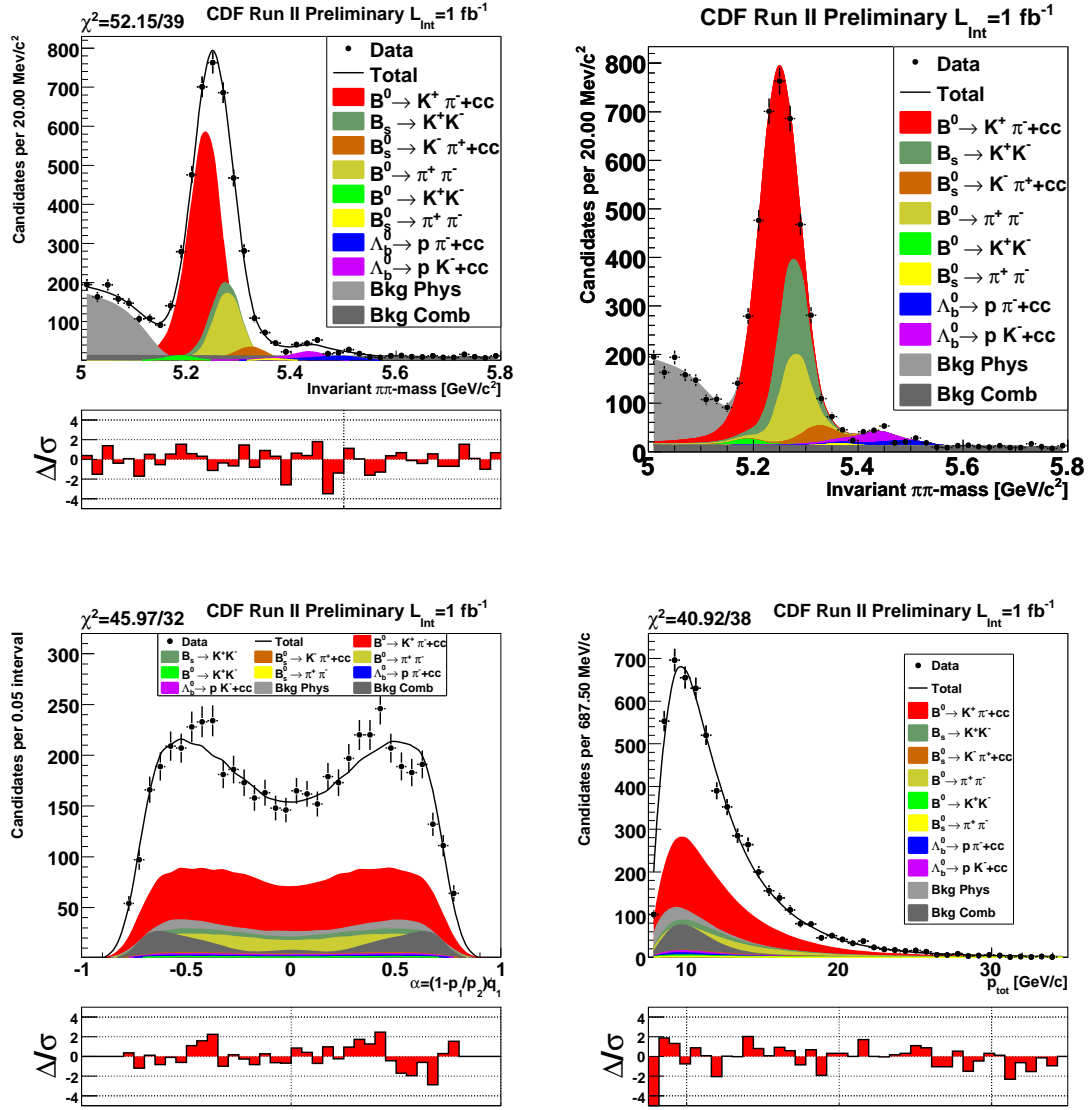 χ²=52.15/39 CDF Run II Preliminary L_Int=1 fb⁻¹
Candidates per 20.00 Mev/c²
800
700
600
500
400
300
200
100
Data
Total
B⁰→ K⁺ π⁻+cc
B_s→ K⁺K⁻
B_s⁰→ K⁻ π⁺+cc
B⁰→ π⁺ π⁻
B⁰→ K⁺K⁻
B_s⁰→ π⁺ π⁻
Λ_b⁰→ p π⁻+cc
Λ_b⁰→ p K⁻+cc
Bkg Phys
Bkg Comb
5 5.2 5.4 5.6 5.8
Invariant ππ-mass [GeV/c²]
Δ/σ
4
2
0
-2
-4
CDF Run II Preliminary L_Int=1 fb⁻¹
Candidates per 20.00 Mev/c²
800
700
600
500
400
300
200
100
0
Data
Total
B⁰→ K⁺ π⁻+cc
B_s→ K⁺K⁻
B_s⁰→ K⁻ π⁺+cc
B⁰→ π⁺ π⁻
B⁰→ K⁺K⁻
B_s⁰→ π⁺ π⁻
Λ_b⁰→ p π⁻+cc
Λ_b⁰→ p K⁻+cc
Bkg Phys
Bkg Comb
5 5.2 5.4 5.6 5.8
Invariant ππ-mass [GeV/c²]
χ²=45.97/32 CDF Run II Preliminary L_Int=1 fb⁻¹
Candidates per 0.05 interval
300
250
200
150
100
50
Data Total B⁰→ K⁺ π⁻+cc
B_s→ K⁺K⁻ B_s⁰→ K⁻ π⁺+cc B⁰→ π⁺ π⁻
B⁰→ K⁺K⁻ B_s⁰→ π⁺ π⁻ Λ_b⁰→ p π⁻+cc
Λ_b⁰→ p K⁻+cc Bkg Phys Bkg Comb
-1 -0.5 0 0.5 1
α=(1-p₁/p₂)q₁
Δ/σ
4
2
0
-2
-4
χ²=40.92/38 CDF Run II Preliminary L_Int=1 fb⁻¹
Candidates per 687.50 MeV/c
700
600
500
400
300
200
100
0
Data
Total
B⁰→ K⁺ π⁻+cc
B_s→ K⁺K⁻
B_s⁰→ K⁻ π⁺+cc
B⁰→ π⁺ π⁻
B⁰→ K⁺K⁻
B_s⁰→ π⁺ π⁻
Λ_b⁰→ p π⁻+cc
Λ_b⁰→ p K⁻+cc
Bkg Phys
Bkg Comb
10 20 30
p_tot [GeV/c]
Δ/σ
4
2
0
-2
-4